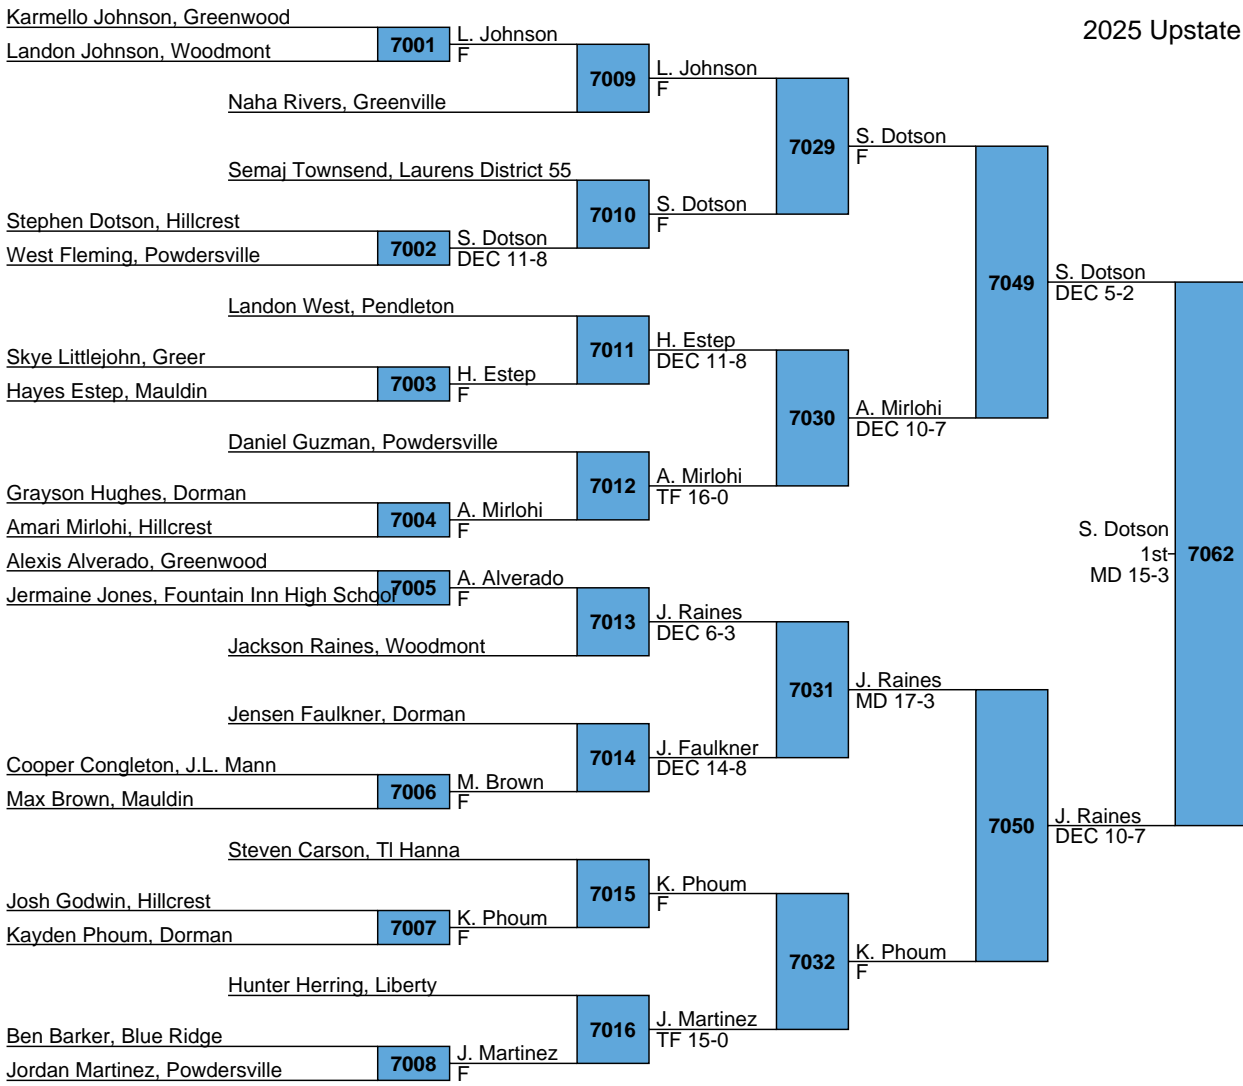 2025 Upstate
Karmello Johnson, Greenwood
Landon Johnson, Woodmont
7001
L. Johnson
F
Naha Rivers, Greenville
7009
L. Johnson
F
Semaj Townsend, Laurens District 55
Stephen Dotson, Hillcrest
West Fleming, Powdersville
7002
S. Dotson
DEC 11-8
7010
S. Dotson
F
7029
S. Dotson
F
Landon West, Pendleton
Skye Littlejohn, Greer
Hayes Estep, Mauldin
7003
H. Estep
F
7011
H. Estep
DEC 11-8
Daniel Guzman, Powdersville
Grayson Hughes, Dorman
Amari Mirlohi, Hillcrest
7004
A. Mirlohi
F
7012
A. Mirlohi
TF 16-0
7030
A. Mirlohi
DEC 10-7
7049
S. Dotson
DEC 5-2
Alexis Alverado, Greenwood
Jermaine Jones, Fountain Inn High School
7005
A. Alverado
F
Jackson Raines, Woodmont
7013
J. Raines
DEC 6-3
Jensen Faulkner, Dorman
Cooper Congleton, J.L. Mann
Max Brown, Mauldin
7006
M. Brown
F
7014
J. Faulkner
DEC 14-8
7031
J. Raines
MD 17-3
Steven Carson, Tl Hanna
Josh Godwin, Hillcrest
Kayden Phoum, Dorman
7007
K. Phoum
F
7015
K. Phoum
F
Hunter Herring, Liberty
Ben Barker, Blue Ridge
Jordan Martinez, Powdersville
7008
J. Martinez
F
7016
J. Martinez
TF 15-0
7032
K. Phoum
F
7050
J. Raines
DEC 10-7
S. Dotson
1st
MD 15-3
7062